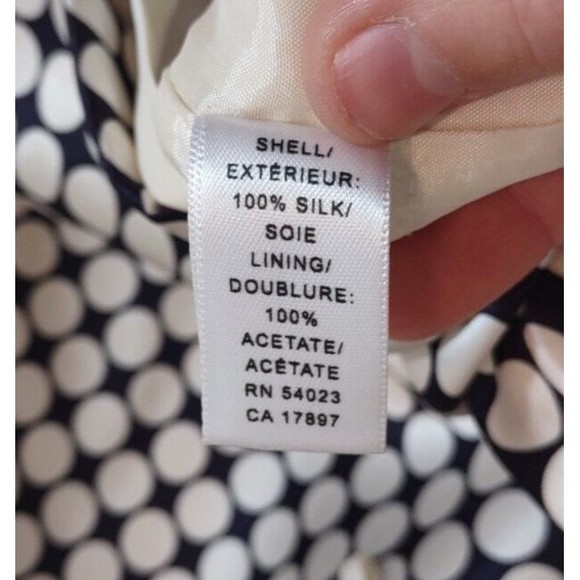 SHELL/
EXTÉRIEUR:
100% SILK/
SOIE
LINING/
DOUBLURE:
100%
ACETATE/
ACÉTATE
RN 54023
CA 17897